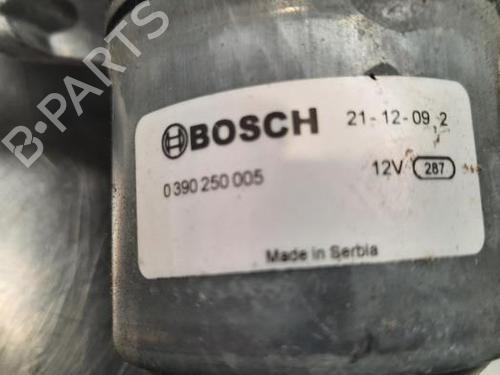 BOSCH 21-12-09 2
0 390 250 005 12V 287
Made in Serbia
B-PARTS